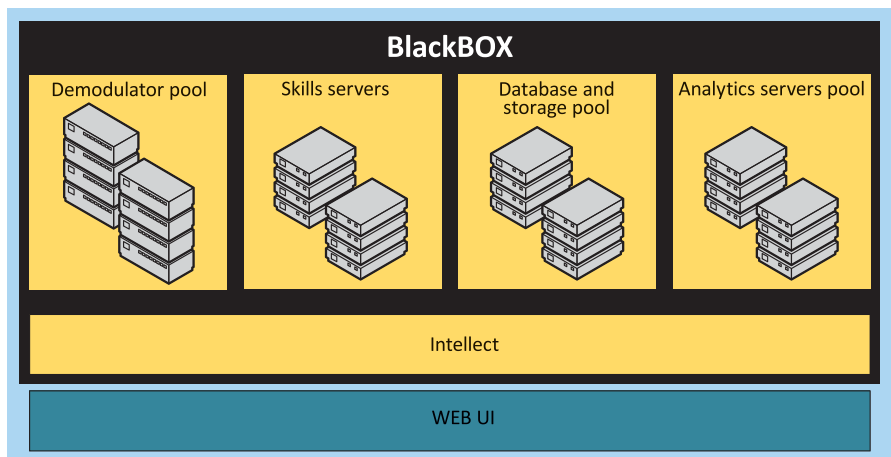 BlackBOX
Demodulator pool
Skills servers
Database and
storage pool
Analytics servers pool
Intellect
WEB UI